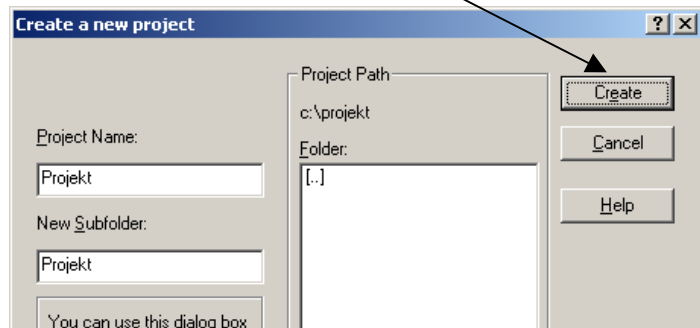 Create a new project
Project Path
Create
c:\projekt
Project Name:
Folder:
Cancel
Projekt
[..]
Help
New Subfolder:
Projekt
You can use this dialog box